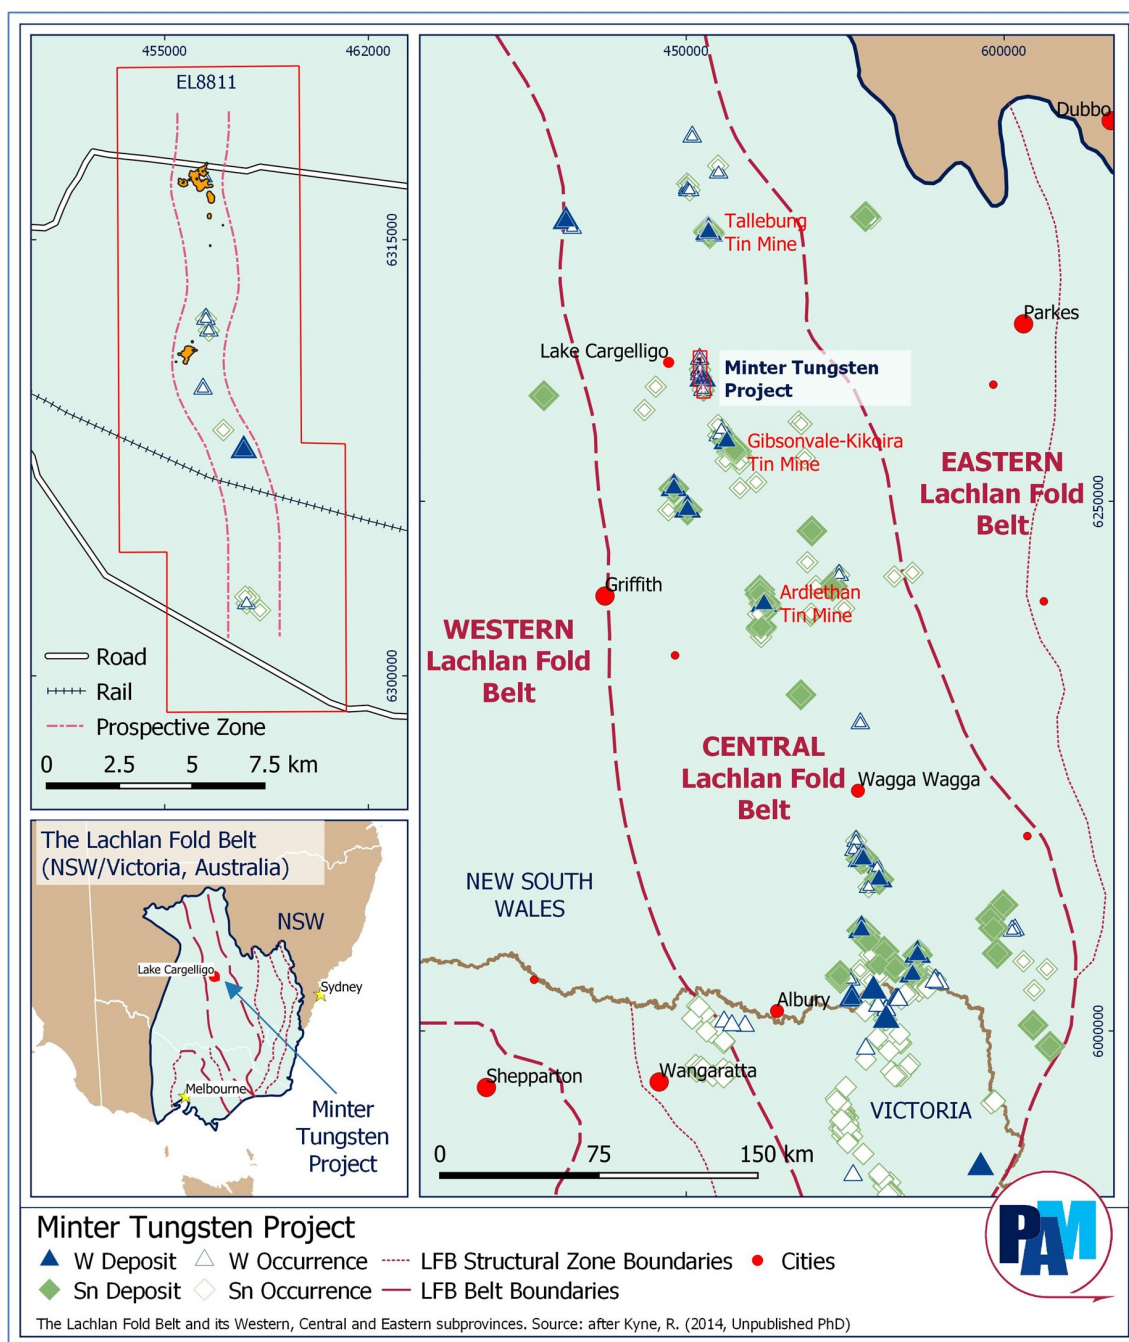 455000
462000
EL8811
6315000
6300000
Road
Rail
Prospective Zone
0 2.5 5 7.5 km
The Lachlan Fold Belt
(NSW/Victoria, Australia)
NSW
Lake Cargelligo
Sydney
Melbourne
Minter
Tungsten
Project
450000
600000
Dubbo
Tallebung
Tin Mine
Parkes
Lake Cargelligo
Minter Tungsten
Project
Gibsonvale-Kikoira
Tin Mine
EASTERN
Lachlan Fold
Belt
6250000
Griffith
Ardlethan
Tin Mine
WESTERN
Lachlan Fold
Belt
CENTRAL
Lachlan Fold
Belt
Wagga Wagga
NEW SOUTH
WALES
Albury
6000000
Shepparton
Wangaratta
VICTORIA
0 75 150 km
PAM
Minter Tungsten Project
W Deposit W Occurrence LFB Structural Zone Boundaries Cities
Sn Deposit Sn Occurrence LFB Belt Boundaries
The Lachlan Fold Belt and its Western, Central and Eastern subprovinces. Source: after Kyne, R. (2014, Unpublished PhD)